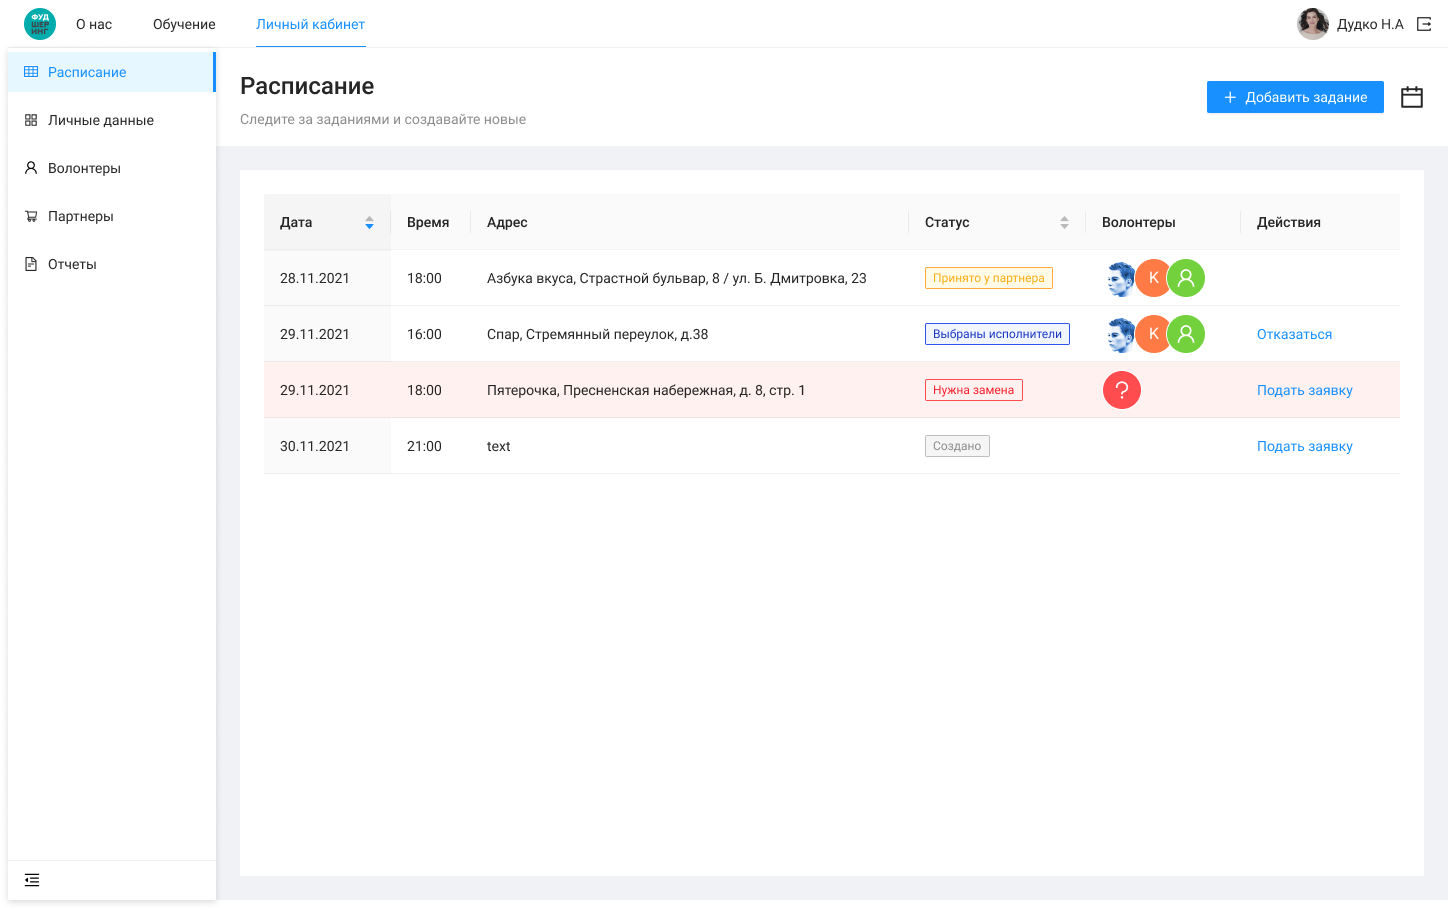 ФУД
ШЕР
ИНГ
О нас
Обучение
Личный кабинет
Дудко Н.А
Расписание
Личные данные
Волонтеры
Партнеры
Отчеты
Расписание
Следите за заданиями и создавайте новые
Добавить задание
Дата Время Адрес Статус Волонтеры Действия
28.11.2021 18:00 Азбука вкуса, Страстной бульвар, 8 / ул. Б. Дмитровка, 23 Принято у партнера K
29.11.2021 16:00 Спар, Стремянный переулок, д.38 Выбраны исполнители K Отказаться
29.11.2021 18:00 Пятерочка, Пресненская набережная, д. 8, стр. 1 Нужна замена ? Подать заявку
30.11.2021 21:00 text Создано Подать заявку